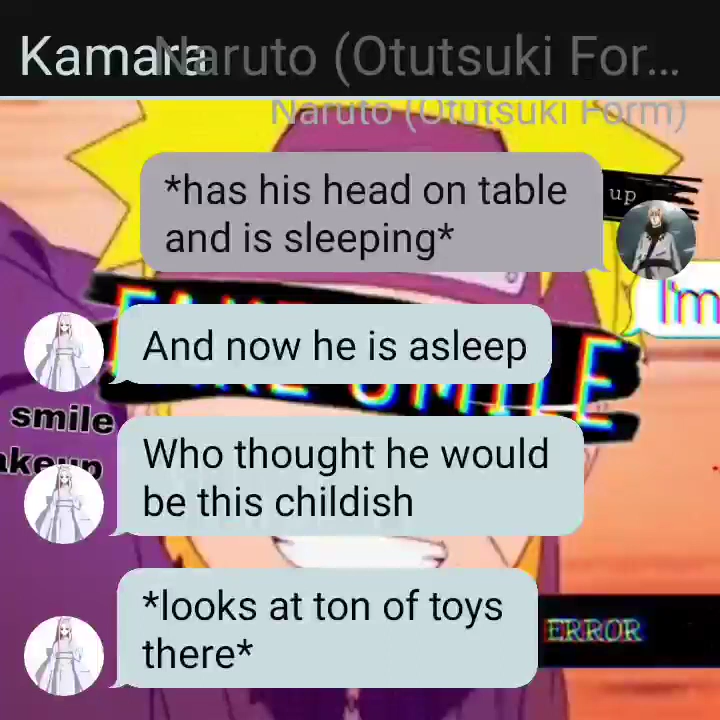 Kamara
Naruto (Otutsuki For...
Naruto (Otutsuki Form)
*has his head on table
and is sleeping*
up
I'm
And now he is asleep
SMILE
smile
Who thought he would
be this childish
*looks at ton of toys
there*
ERROR